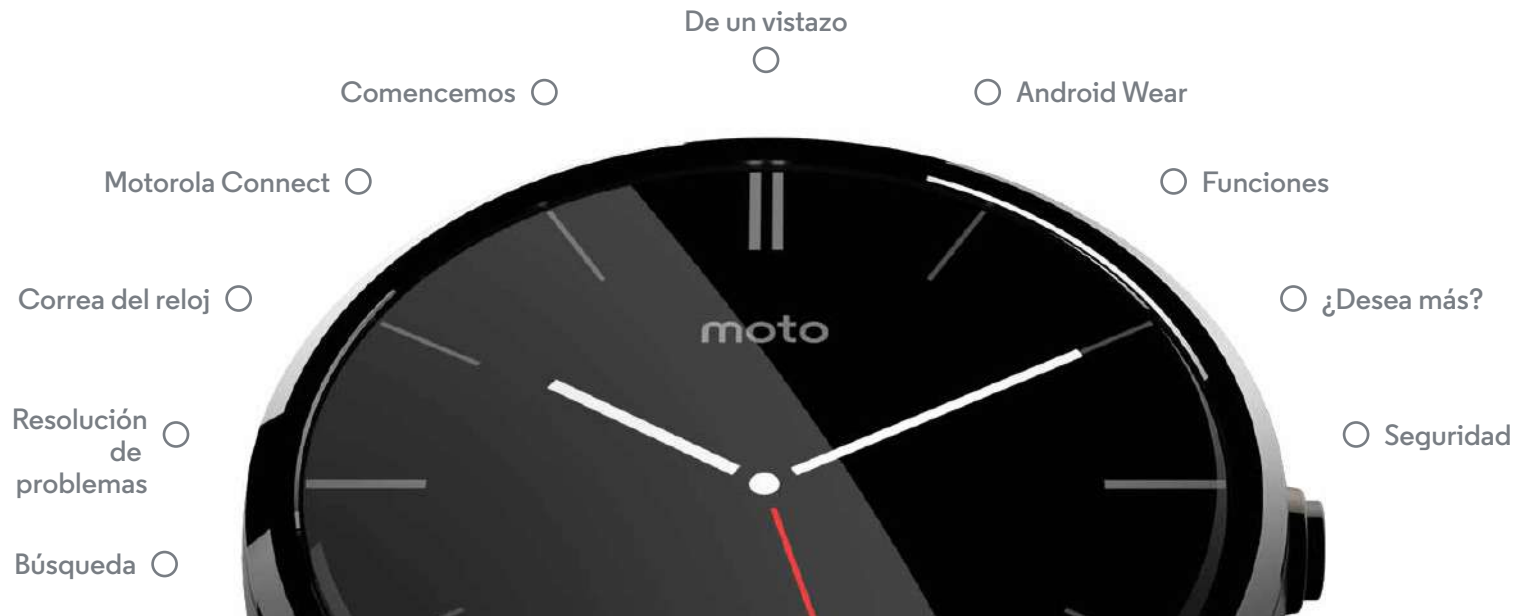 De un vistazo
Comencemos
Android Wear
Motorola Connect
Funciones
Correa del reloj
¿Desea más?
moto
Resolución
de
problemas
Seguridad
Búsqueda